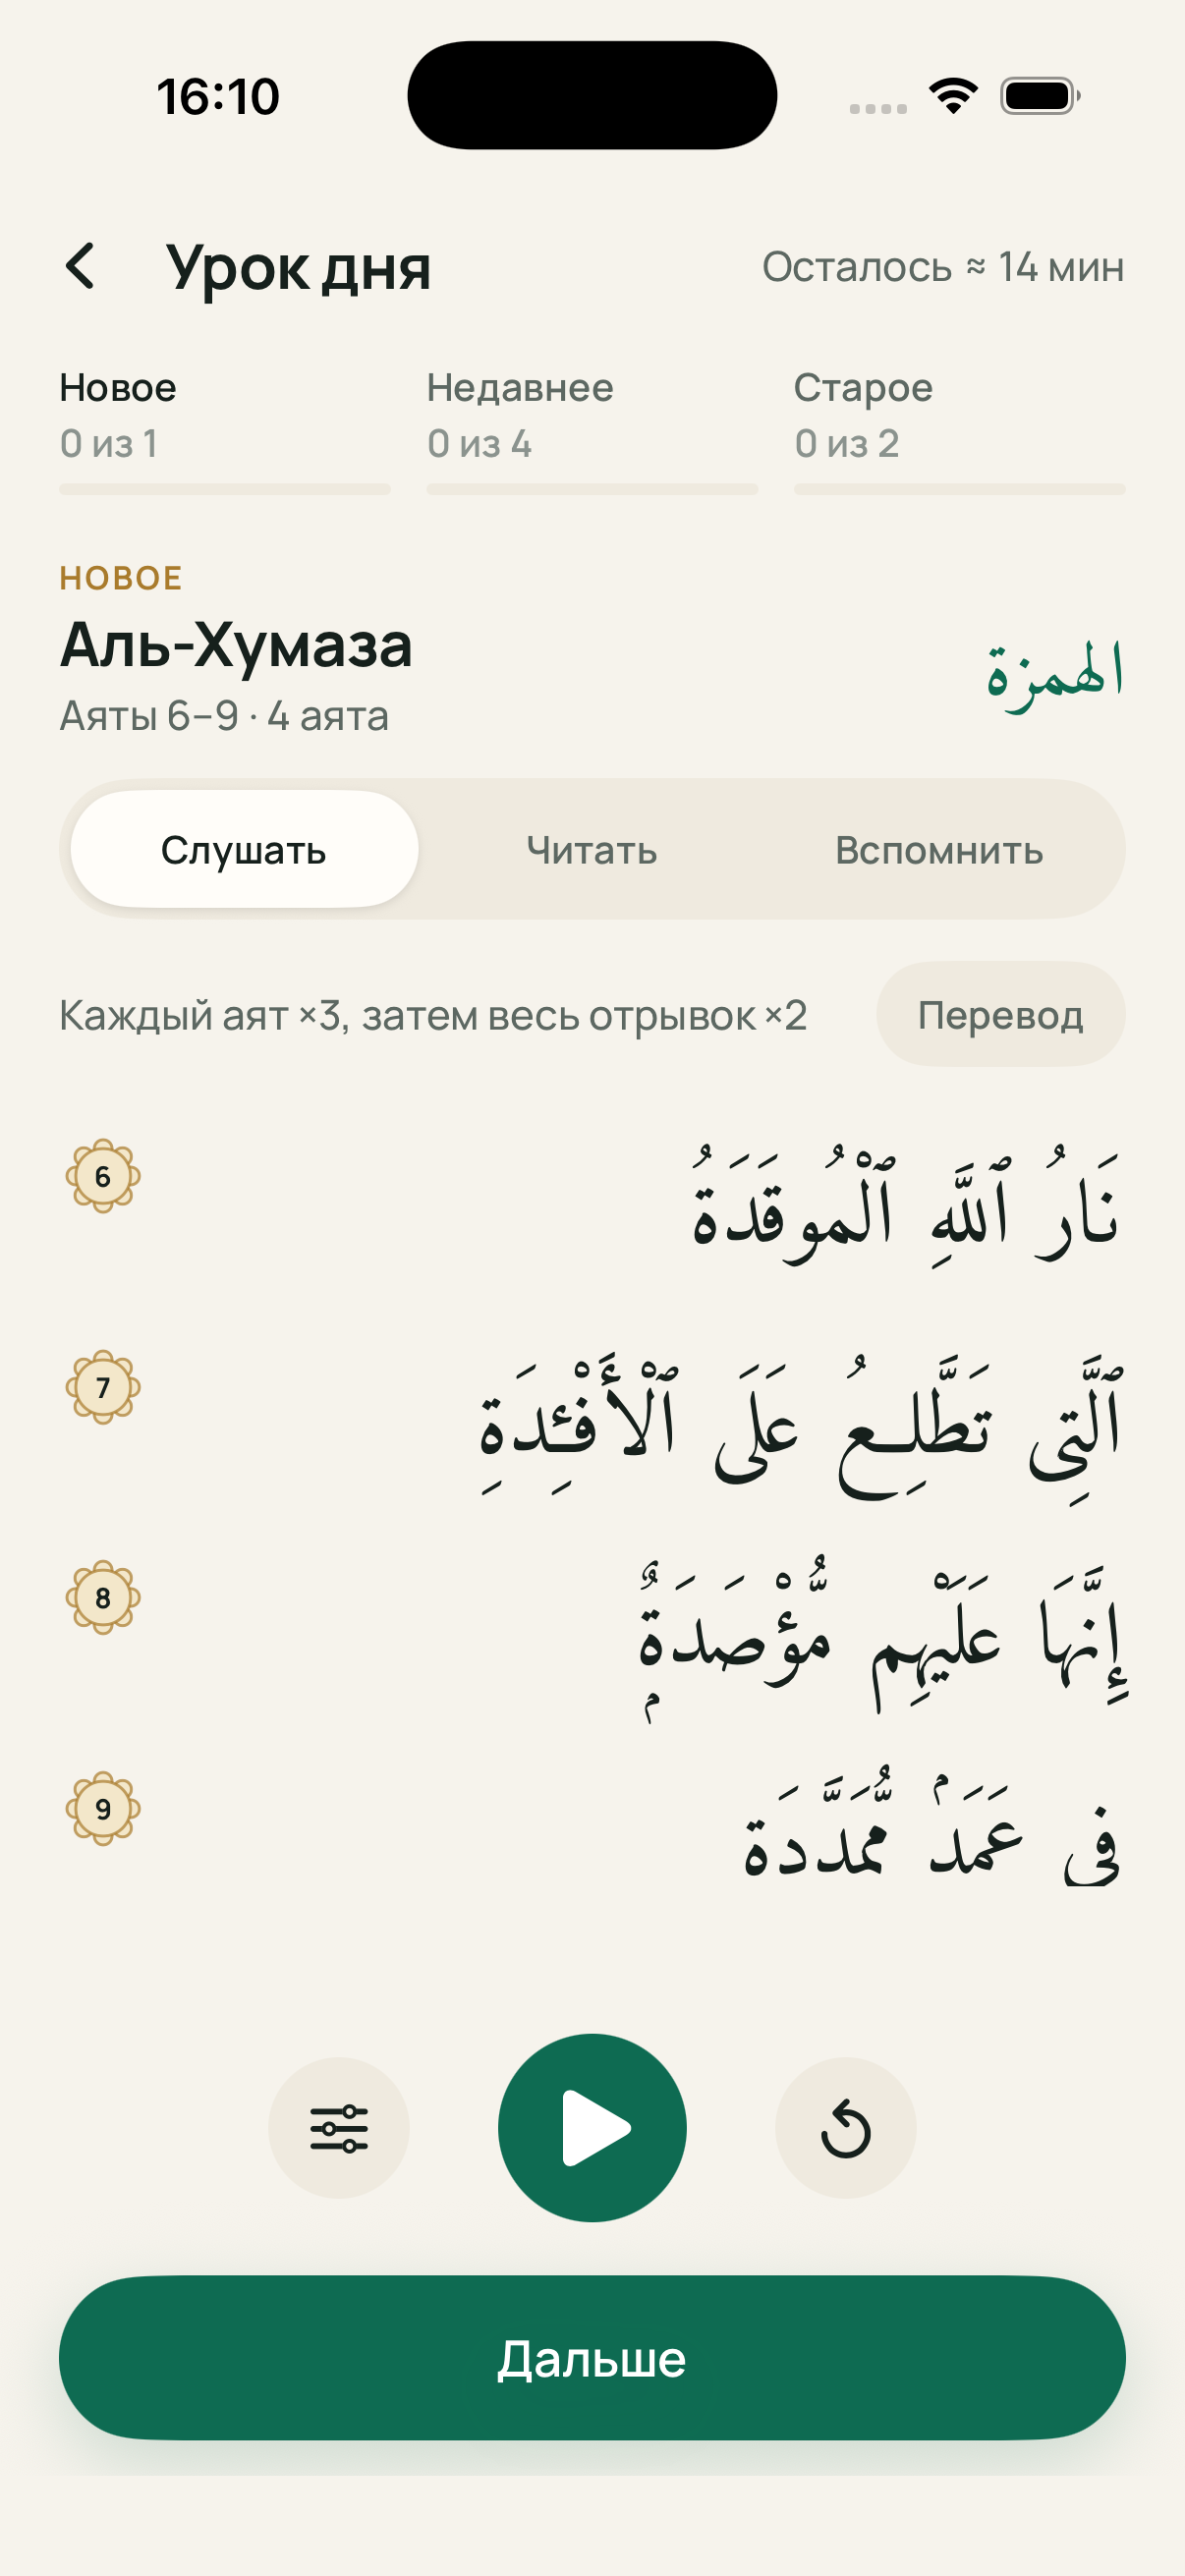 16:10
Урок дня
Осталось ≈ 14 мин
Новое
0 из 1
Недавнее
0 из 4
Старое
0 из 2
НОВОЕ
Аль-Хумаза
الهمزة
Аяты 6–9 · 4 аята
Слушать
Читать
Вспомнить
Каждый аят ×3, затем весь отрывок ×2
Перевод
6
نَارُ ٱللَّهِ ٱلْمُوقَدَةُ
7
ٱلَّتِى تَطَّلِعُ عَلَى ٱلْأَفْـِٔدَةِ
8
إِنَّهَا عَلَيْهِم مُّؤْصَدَةٌۭ
9
فِى عَمَدٍۢ مُّمَدَّدَة
Дальше